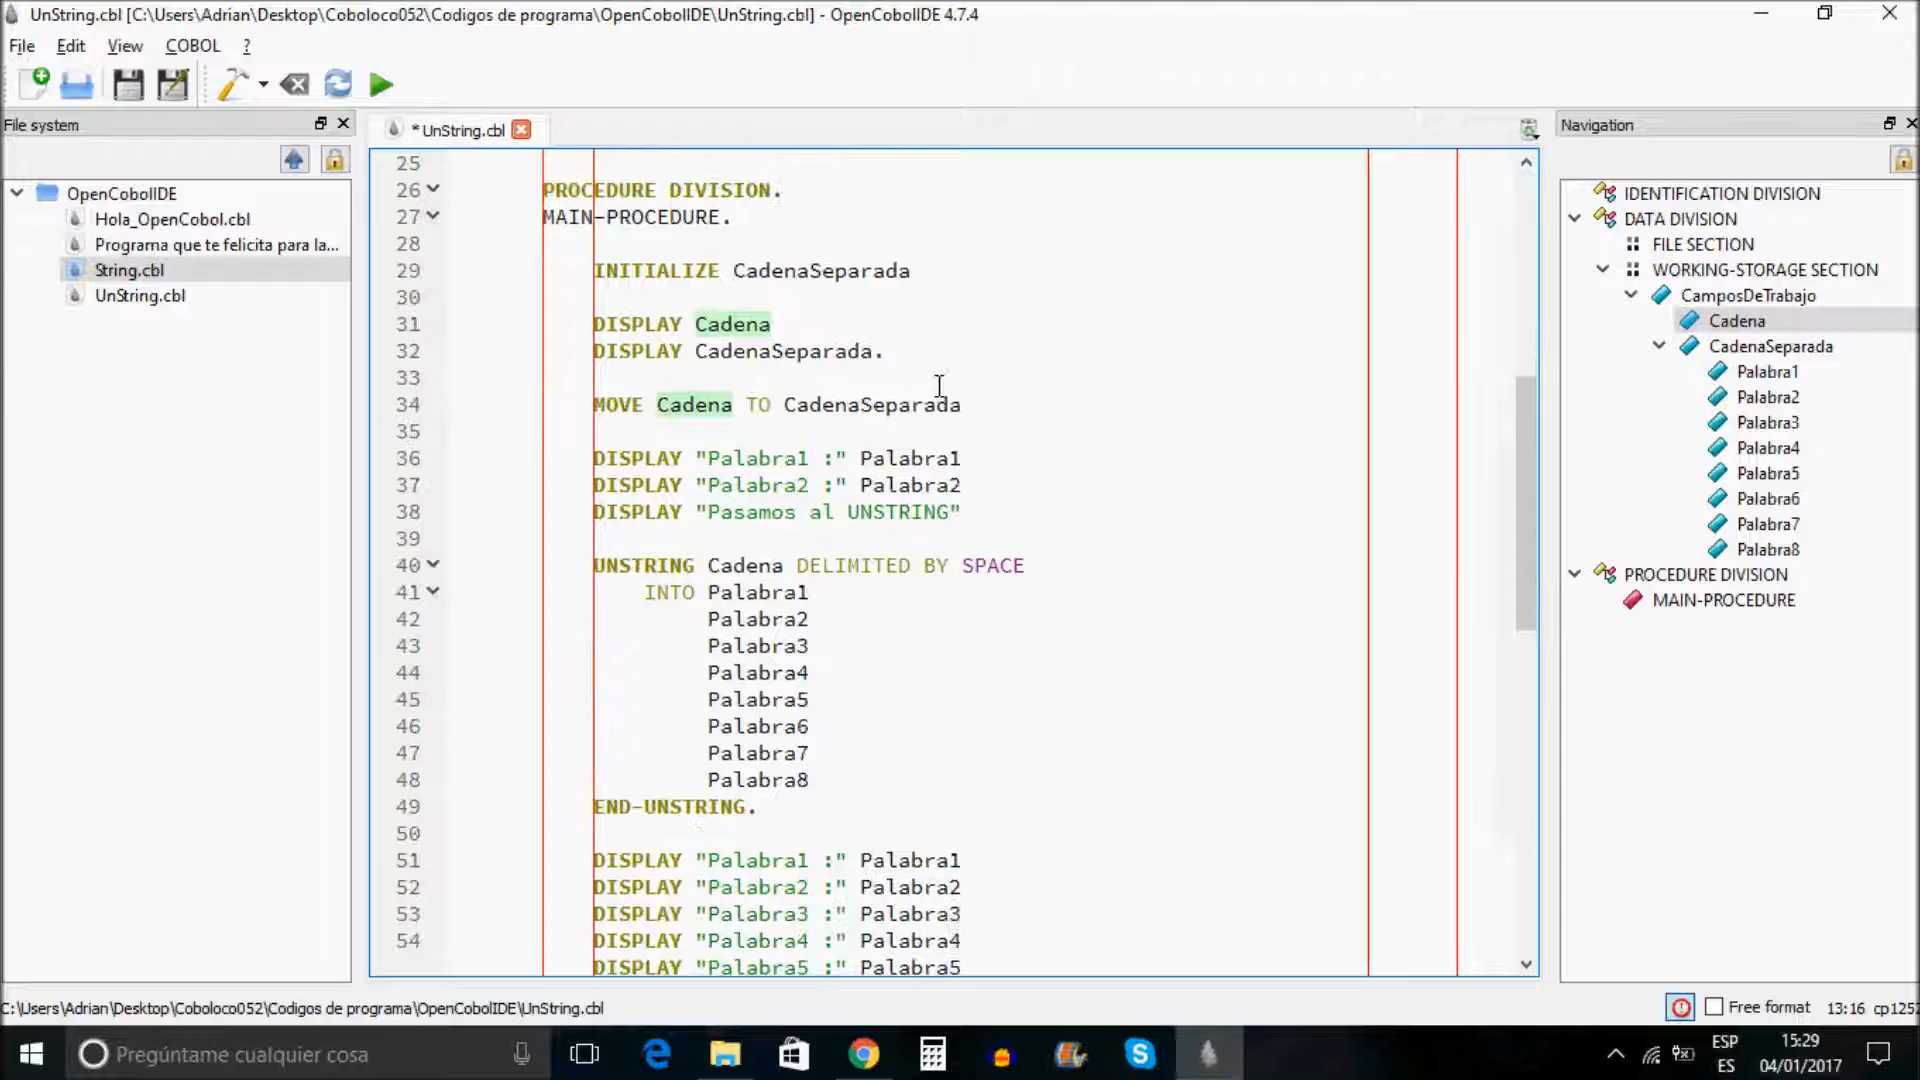 UnString.cbl [C:\Users\Adrian\Desktop\Coboloco052\Codigos de programa\OpenCobolIDE\UnString.cbl] - OpenCobolIDE 4.7.4
File Edit View COBOL ?
File system
* UnString.cbl
Navigation
OpenCobolIDE
Hola_OpenCobol.cbl
Programa que te felicita para la...
String.cbl
UnString.cbl
25
26 PROCEDURE DIVISION.
27 MAIN-PROCEDURE.
28
29 INITIALIZE CadenaSeparada
30
31 DISPLAY Cadena
32 DISPLAY CadenaSeparada.
33
34 MOVE Cadena TO CadenaSeparada
35
36 DISPLAY "Palabra1 :" Palabra1
37 DISPLAY "Palabra2 :" Palabra2
38 DISPLAY "Pasamos al UNSTRING"
39
40 UNSTRING Cadena DELIMITED BY SPACE
41 INTO Palabra1
42 Palabra2
43 Palabra3
44 Palabra4
45 Palabra5
46 Palabra6
47 Palabra7
48 Palabra8
49 END-UNSTRING.
50
51 DISPLAY "Palabra1 :" Palabra1
52 DISPLAY "Palabra2 :" Palabra2
53 DISPLAY "Palabra3 :" Palabra3
54 DISPLAY "Palabra4 :" Palabra4
DISPLAY "Palabra5 :" Palabra5
IDENTIFICATION DIVISION
DATA DIVISION
FILE SECTION
WORKING-STORAGE SECTION
CamposDeTrabajo
Cadena
CadenaSeparada
Palabra1
Palabra2
Palabra3
Palabra4
Palabra5
Palabra6
Palabra7
Palabra8
PROCEDURE DIVISION
MAIN-PROCEDURE
C:\Users\Adrian\Desktop\Coboloco052\Codigos de programa\OpenCobolIDE\UnString.cbl
Free format 13:16 cp1252
Pregúntame cualquier cosa
ESP
ES
15:29
04/01/2017